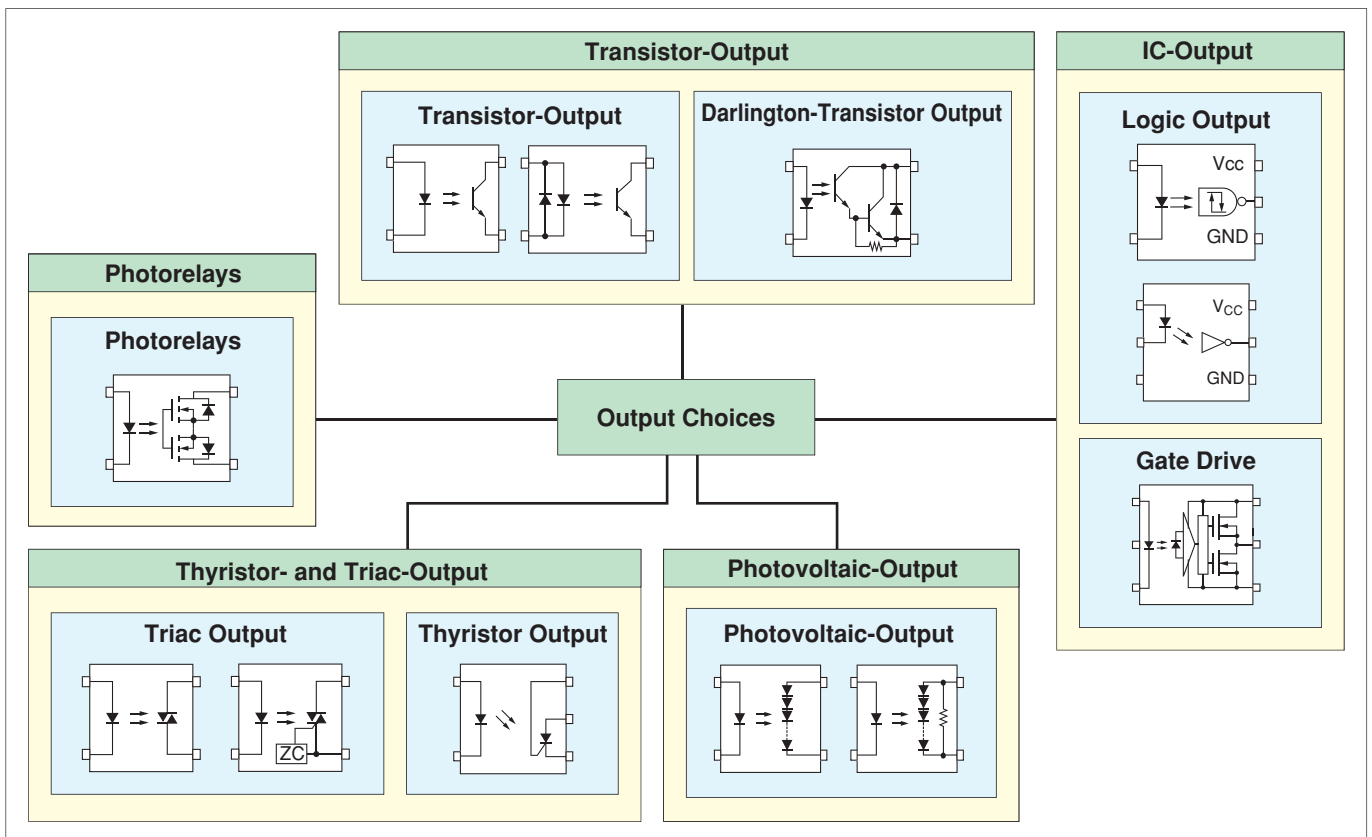 Transistor-Output
Transistor-Output
Darlington-Transistor Output
IC-Output
Logic Output
Vcc
GND
VCC
GND
Gate Drive
Photorelays
Photorelays
Output Choices
Thyristor- and Triac-Output
Triac Output
ZC
Thyristor Output
Photovoltaic-Output
Photovoltaic-Output